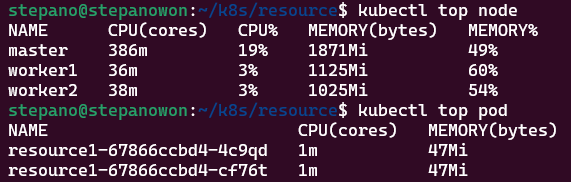 stepano@stepanowon:~/k8s/resource$ kubectl top node
NAME CPU(cores) CPU% MEMORY(bytes) MEMORY%
master 386m 19% 1871Mi 49%
worker1 36m 3% 1125Mi 60%
worker2 38m 3% 1025Mi 54%
stepano@stepanowon:~/k8s/resource$ kubectl top pod
NAME CPU(cores) MEMORY(bytes)
resource1-67866ccbd4-4c9qd 1m 47Mi
resource1-67866ccbd4-cf76t 1m 47Mi